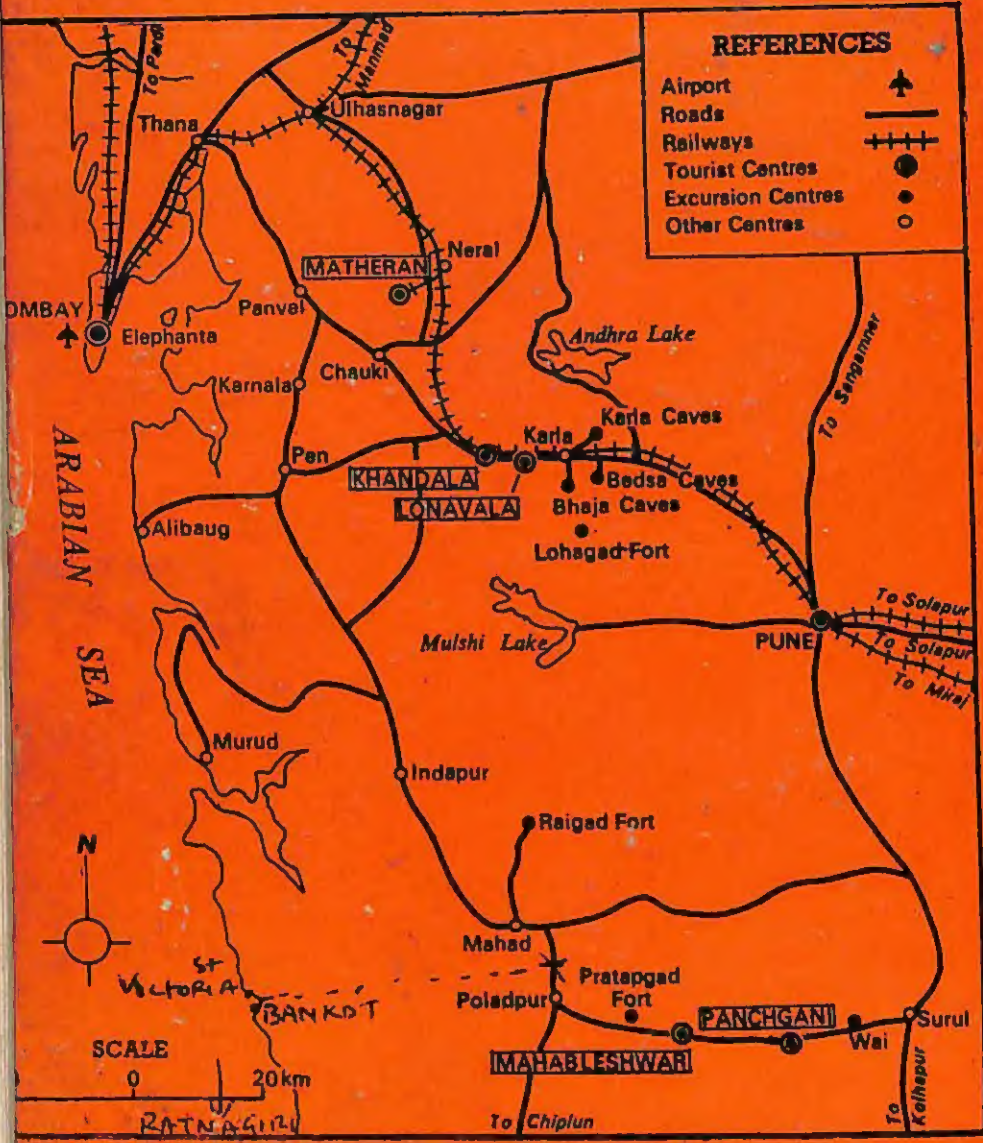 REFERENCES
Airport
Roads
Railways
Tourist Centres
Excursion Centres
Other Centres
To Manmad
Ulhasnagar
Thana
Neral
MATHERAN
Panvel
OMBAY
Elephanta
Andhra Lake
Chauki
Karnala
To Sangamner
Karla Caves
Karla
Pen
KHANDALA
Bedsa Caves
LONAVALA
Bhaja Caves
Alibaug
Lohagad Fort
ARABIAN SEA
To Solapur
Mulshi Lake
PUNE
To Solapur
To Miraj
Murud
Indapur
Raigad Fort
N
Mahad
St
VICTORIA
BANKOT
Pratapgad
Fort
Poladpur
PANCHGANI
Surul
Wai
SCALE
MAHABLESHWAR
0 20km
RATNAGIRI
To Chiplun
To Kolhapur